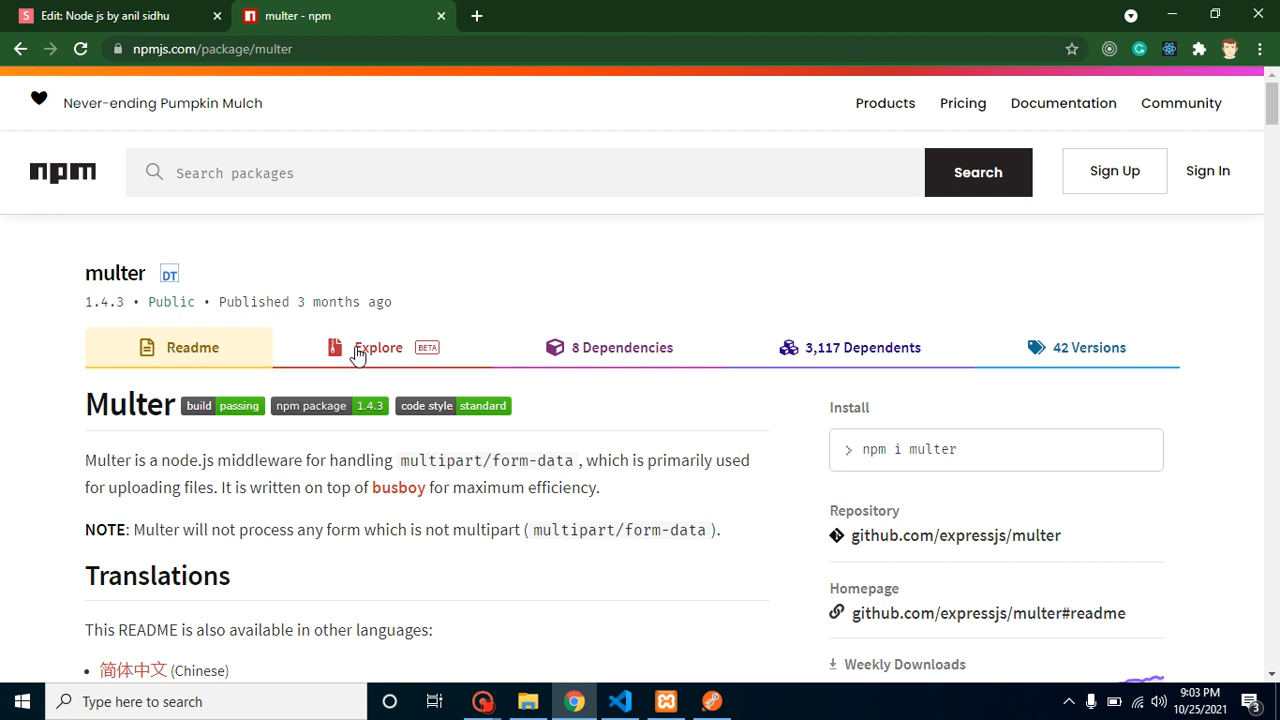 Edit: Node js by anil sidhu
multer - npm
npmjs.com/package/multer
Never-ending Pumpkin Mulch
Products
Pricing
Documentation
Community
npm
Search packages
Search
Sign Up
Sign In
multer DT
1.4.3 • Public • Published 3 months ago
Readme
Explore BETA
8 Dependencies
3,117 Dependents
42 Versions
Multer build passing npm package 1.4.3 code style standard
Multer is a node.js middleware for handling multipart/form-data, which is primarily used
for uploading files. It is written on top of busboy for maximum efficiency.
NOTE: Multer will not process any form which is not multipart (multipart/form-data).
Translations
This README is also available in other languages:
• 简体中文 (Chinese)
Install
> npm i multer
Repository
github.com/expressjs/multer
Homepage
github.com/expressjs/multer#readme
Weekly Downloads
Type here to search
9:03 PM
10/25/2021
3